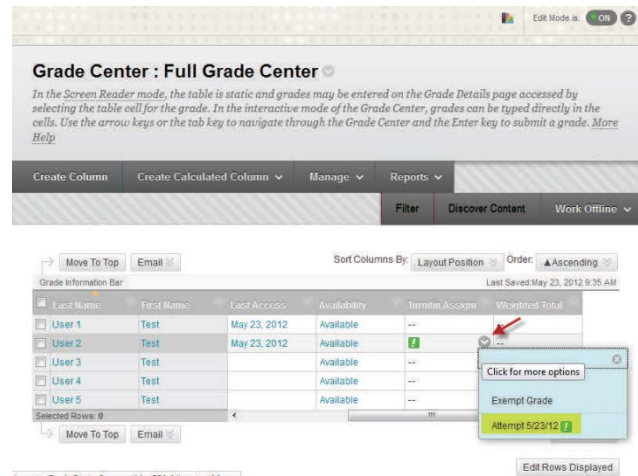 Edit Mode is: ON ?
Grade Center : Full Grade Center
In the Screen Reader mode, the table is static and grades may be entered on the Grade Details page accessed by
selecting the table cell for the grade. In the interactive mode of the Grade Center, grades can be typed directly in the
cells. Use the arrow keys or the tab key to navigate through the Grade Center and the Enter key to submit a grade. More
Help
Create Column Create Calculated Column Manage Reports
Filter Discover Content Work Offline
Move To Top Email Sort Columns By: Layout Position Order: ▲Ascending
Grade Information Bar Last Saved:May 23, 2012 9:35 AM
Last Name First Name Last Access Availability Turnitin Assignm Weighted Total
User 1 Test May 23, 2012 Available --
User 2 Test May 23, 2012 Available ! --
User 3 Test Available --
User 4 Test Available --
User 5 Test Available --
Click for more options
Exempt Grade
Attempt 5/23/12 !
Selected Rows: 0
Move To Top Email
Edit Rows Displayed